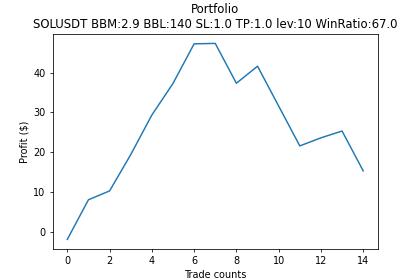 Portfolio
SOLUSDT BBM:2.9 BBL:140 SL:1.0 TP:1.0 lev:10 WinRatio:67.0
Profit ($)
40
30
20
10
0
0 2 4 6 8 10 12 14
Trade counts